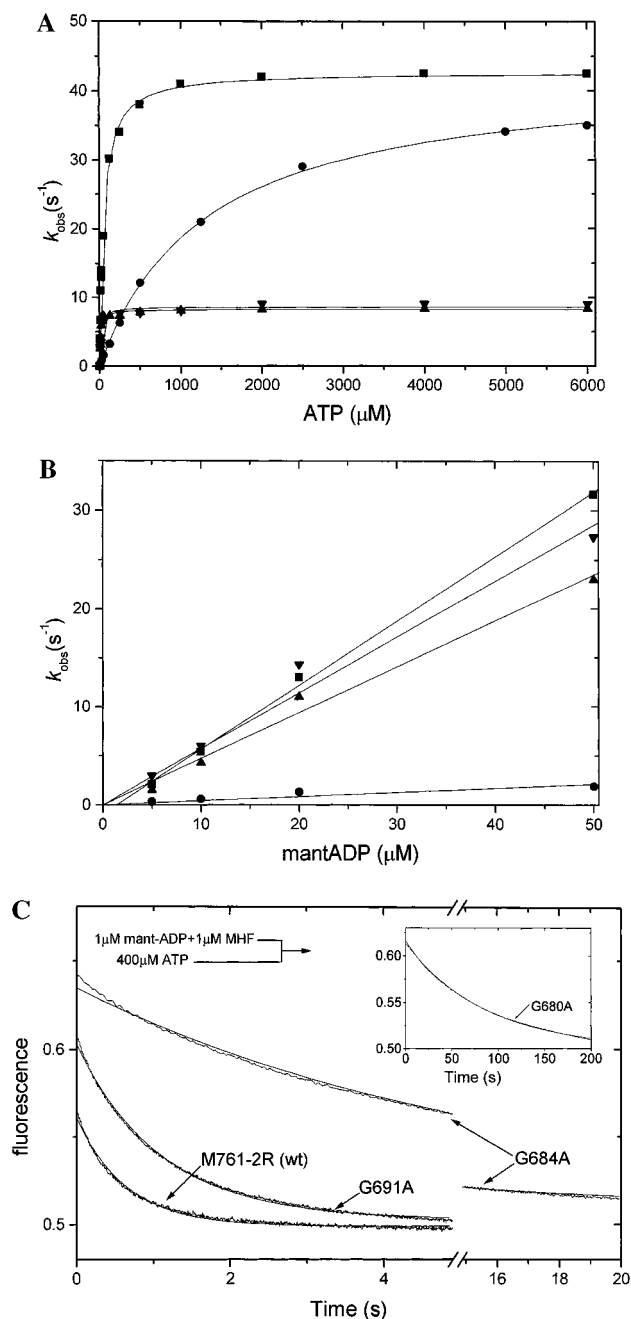 A
50
40
30
20
10
0
k_obs(s⁻¹)
0 1000 2000 3000 4000 5000 6000
ATP (μM)
B
30
20
10
0
k_obs(s⁻¹)
0 10 20 30 40 50
mantADP (μM)
C
1μM mant-ADP+1μM MHF
400μM ATP
0.60
0.55
0.50
G680A
0 50 100 150 200
Time (s)
0.6
0.5
fluorescence
M761-2R (wt)
G691A
G684A
0 2 4 16 18 20
Time (s)